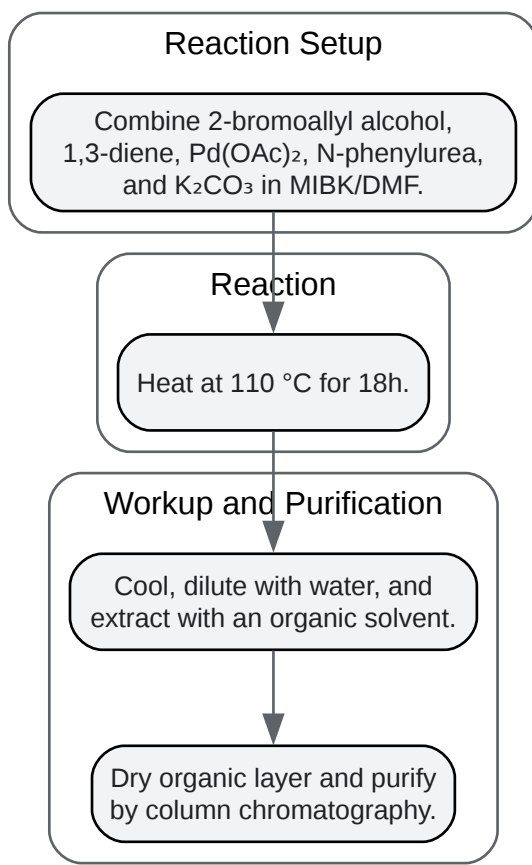 Reaction Setup
Combine 2-bromoallyl alcohol,
1,3-diene, Pd(OAc)₂, N-phenylurea,
and K₂CO₃ in MIBK/DMF.
Reaction
Heat at 110 °C for 18h.
Workup and Purification
Cool, dilute with water, and
extract with an organic solvent.
Dry organic layer and purify
by column chromatography.